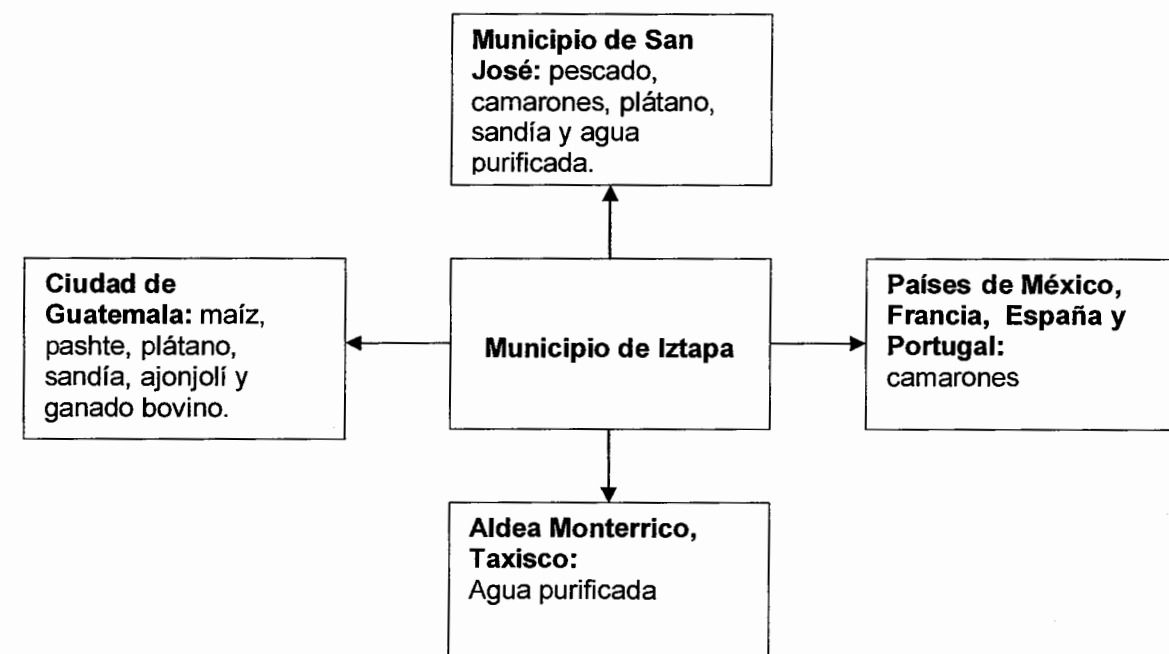 Municipio de San
José: pescado,
camarones, plátano,
sandía y agua
purificada.
Ciudad de
Guatemala: maíz,
pashte, plátano,
sandía, ajonjolí y
ganado bovino.
Municipio de Iztapa
Países de México,
Francia, España y
Portugal:
camarones
Aldea Monterrico,
Taxisco:
Agua purificada